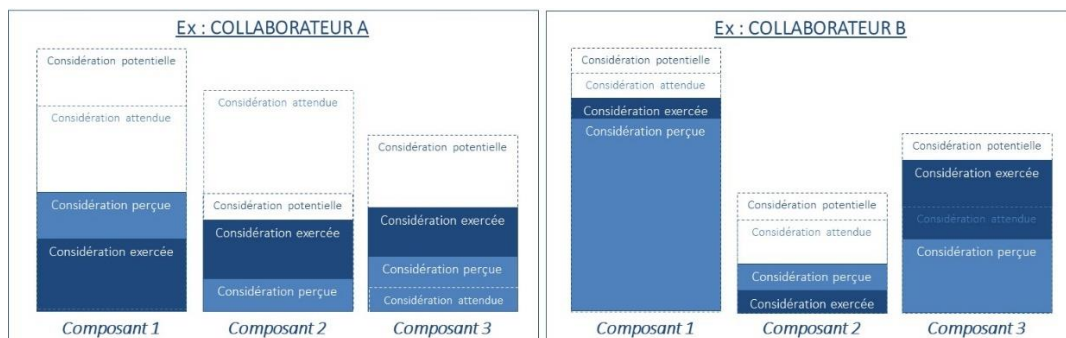 Ex : COLLABORATEUR A
Considération potentielle
Considération attendue
Considération perçue
Considération exercée
Composant 1
Considération attendue
Considération potentielle
Considération exercée
Considération perçue
Composant 2
Considération potentielle
Considération exercée
Considération perçue
Considération attendue
Composant 3
Ex : COLLABORATEUR B
Considération potentielle
Considération attendue
Considération exercée
Considération perçue
Composant 1
Considération potentielle
Considération attendue
Considération perçue
Considération exercée
Composant 2
Considération potentielle
Considération exercée
Considération attendue
Considération perçue
Composant 3